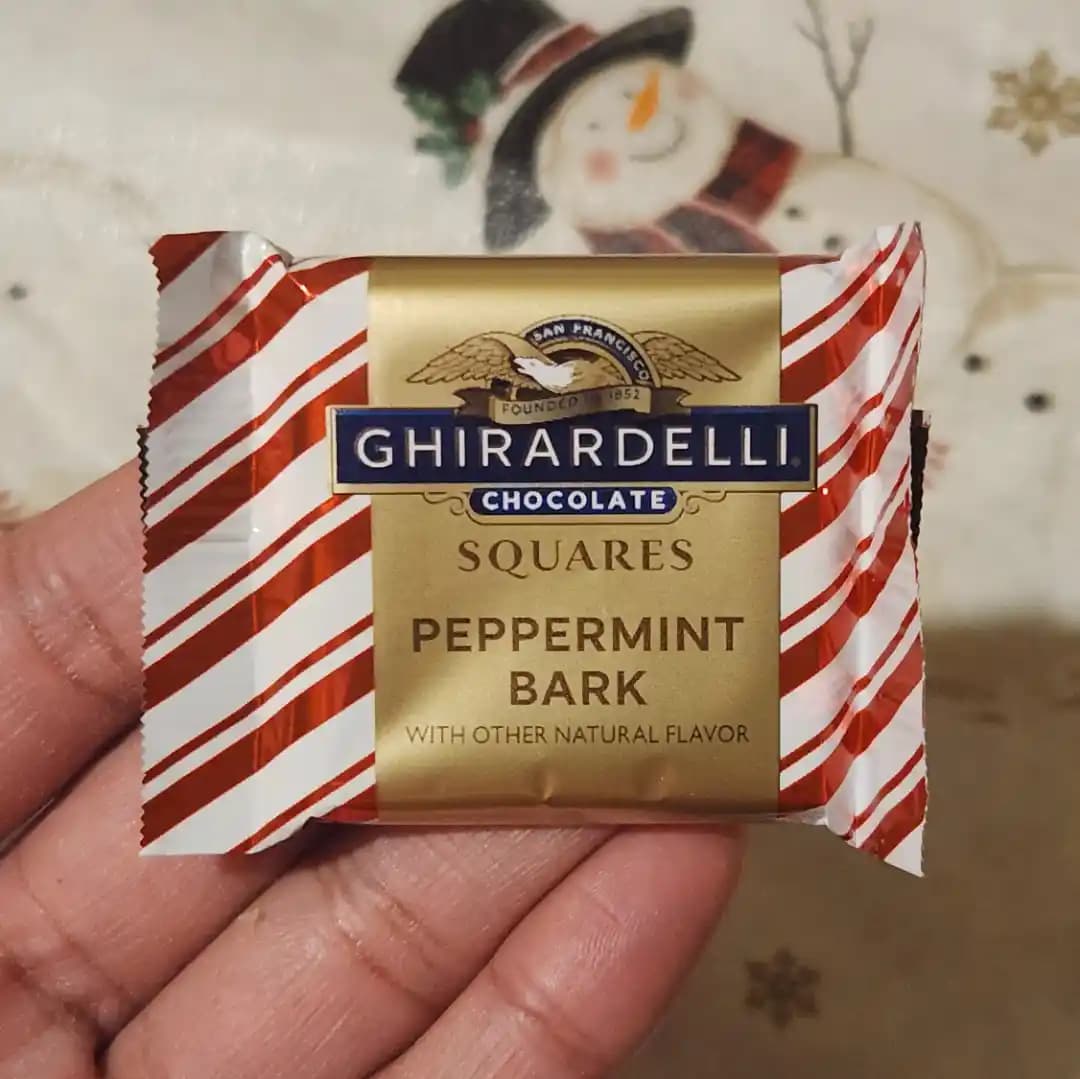 SAN FRANCISCO
FOUNDED IN 1852
GHIRARDELLI®
CHOCOLATE
SQUARES
PEPPERMINT
BARK
WITH OTHER NATURAL FLAVOR